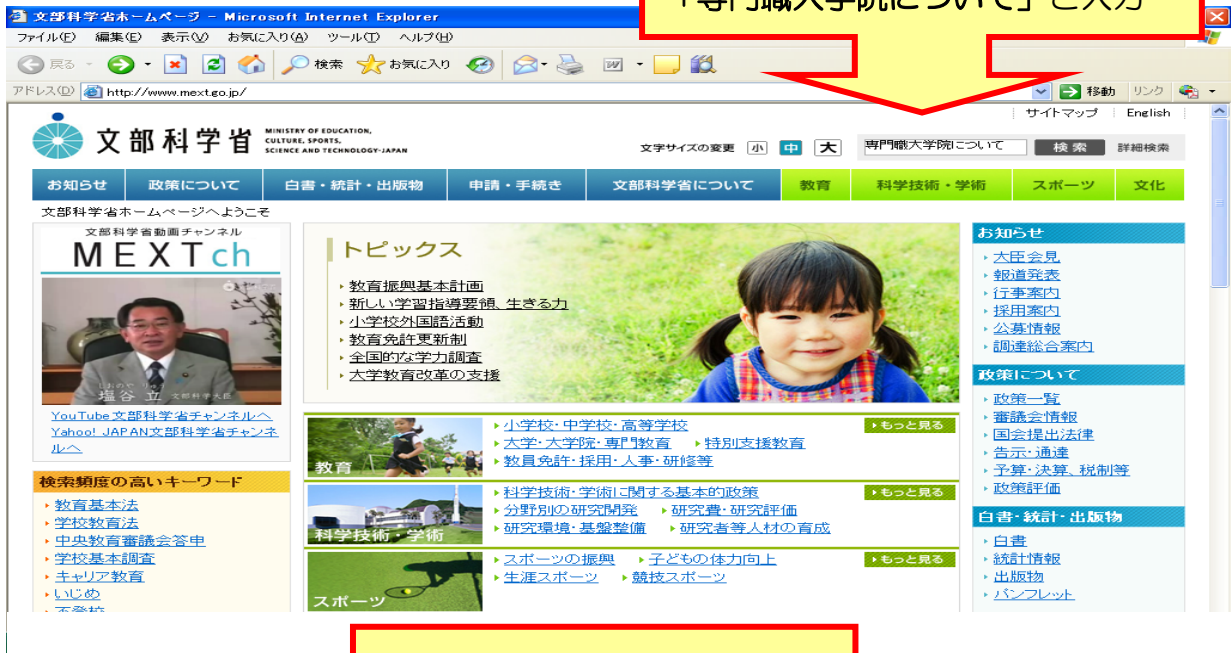 「専門職大学院について」と入力
文部科学省ホームページ - Microsoft Internet Explorer
ファイル(F) 編集(E) 表示(V) お気に入り(A) ツール(T) ヘルプ(H)
戻る 検索 お気に入り
アドレス(D) http://www.mext.go.jp/ 移動 リンク
サイトマップ English
文部科学省 MINISTRY OF EDUCATION, CULTURE, SPORTS, SCIENCE AND TECHNOLOGY-JAPAN
文字サイズの変更 小 中 大 専門職大学院について 検索 詳細検索
お知らせ 政策について 白書・統計・出版物 申請・手続き 文部科学省について 教育 科学技術・学術 スポーツ 文化
文部科学省ホームページへようこそ
文部科学省動画チャンネル
MEXTch
しおのや りゅう
塩谷 立 文部科学大臣
YouTube文部科学省チャンネルへ
Yahoo! JAPAN文部科学省チャンネルへ
検索頻度の高いキーワード
教育基本法
学校教育法
中央教育審議会答申
学校基本調査
キャリア教育
いじめ
不登校
トピックス
教育振興基本計画
新しい学習指導要領、生きる力
小学校外国語活動
教育免許更新制
全国的な学力調査
大学教育改革の支援
教育
小学校・中学校・高等学校 もっと見る
大学・大学院・専門教育 特別支援教育
教員免許・採用・人事・研修等
科学技術・学術
科学技術・学術に関する基本的政策 もっと見る
分野別の研究開発 研究費・研究評価
研究環境・基盤整備 研究者等人材の育成
スポーツ
スポーツの振興 子どもの体力向上 もっと見る
生涯スポーツ 競技スポーツ
お知らせ
大臣会見
報道発表
行事案内
採用案内
公募情報
調達総合案内
政策について
政策一覧
審議会情報
国会提出法律
告示・通達
予算・決算、税制等
政策評価
白書・統計・出版物
白書
統計情報
出版物
パンフレット